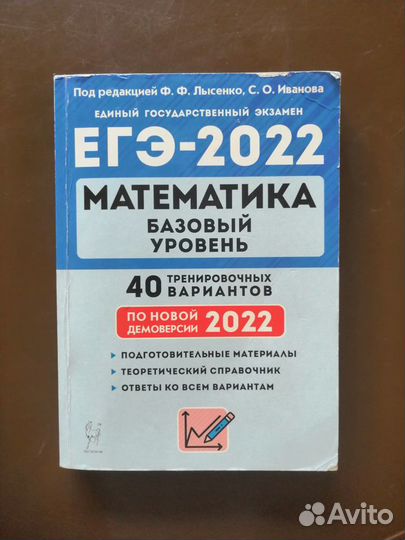 Под редакцией Ф. Ф. Лысенко, С. О. Иванова
ЕДИНЫЙ ГОСУДАРСТВЕННЫЙ ЭКЗАМЕН
ЕГЭ-2022
МАТЕМАТИКА
БАЗОВЫЙ
УРОВЕНЬ
40 ТРЕНИРОВОЧНЫХ
ВАРИАНТОВ
ПО НОВОЙ
ДЕМОВЕРСИИ 2022
ПОДГОТОВИТЕЛЬНЫЕ МАТЕРИАЛЫ
ТЕОРЕТИЧЕСКИЙ СПРАВОЧНИК
ОТВЕТЫ КО ВСЕМ ВАРИАНТАМ
Avito